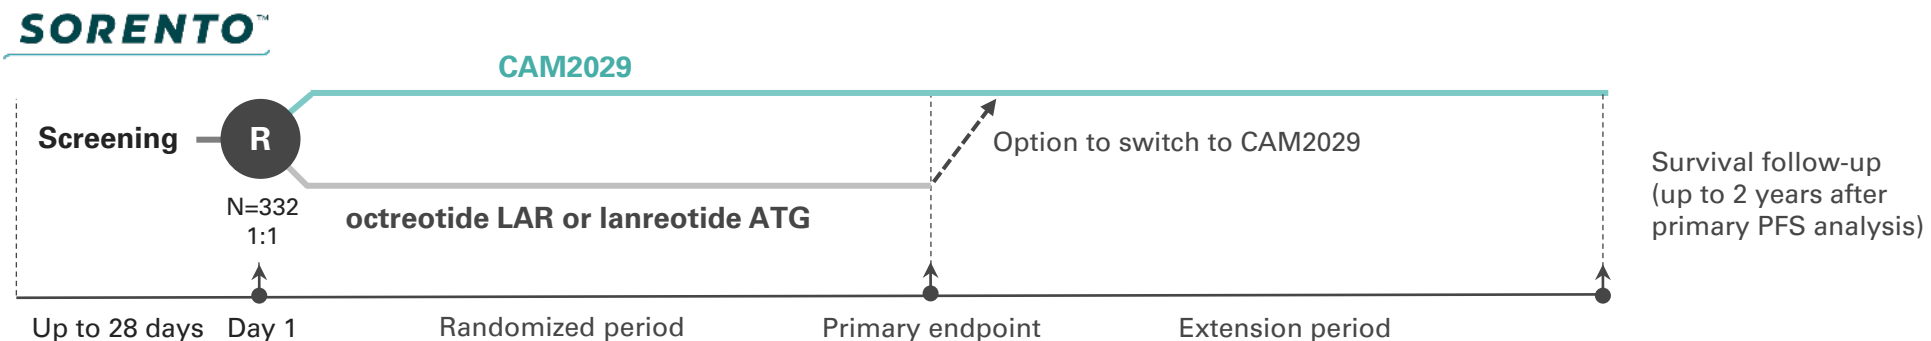 SORENTO™
CAM2029
Screening
R
Option to switch to CAM2029
N=332
1:1
octreotide LAR or lanreotide ATG
Survival follow-up
(up to 2 years after
primary PFS analysis)
Up to 28 days
Day 1
Randomized period
Primary endpoint
Extension period